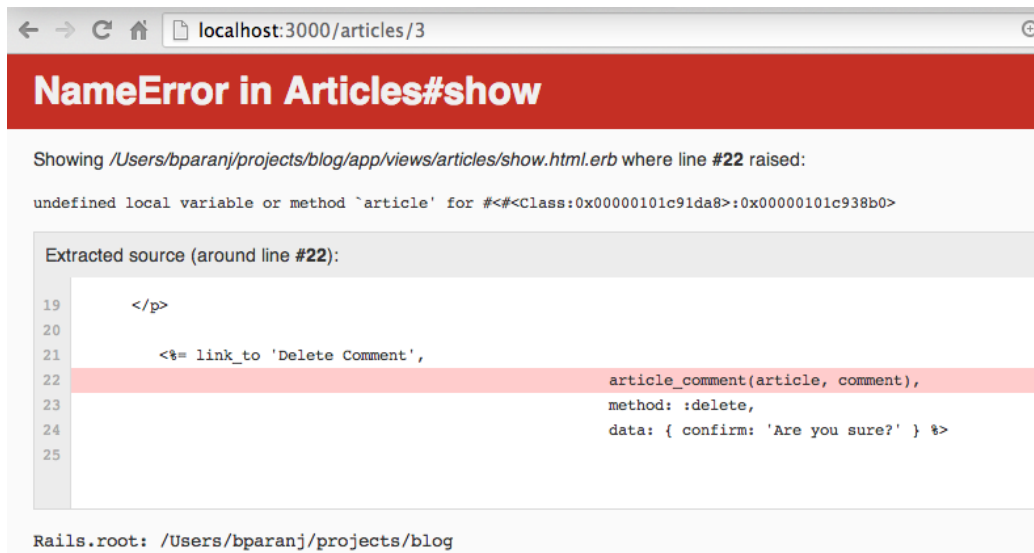 localhost:3000/articles/3
NameError in Articles#show
Showing /Users/bparanj/projects/blog/app/views/articles/show.html.erb where line #22 raised:
undefined local variable or method `article' for #<#<Class:0x00000101c91da8>:0x00000101c938b0>
Extracted source (around line #22):
19 </p>
20
21 <%= link_to 'Delete Comment',
22 article_comment(article, comment),
23 method: :delete,
24 data: { confirm: 'Are you sure?' } %>
25
Rails.root: /Users/bparanj/projects/blog